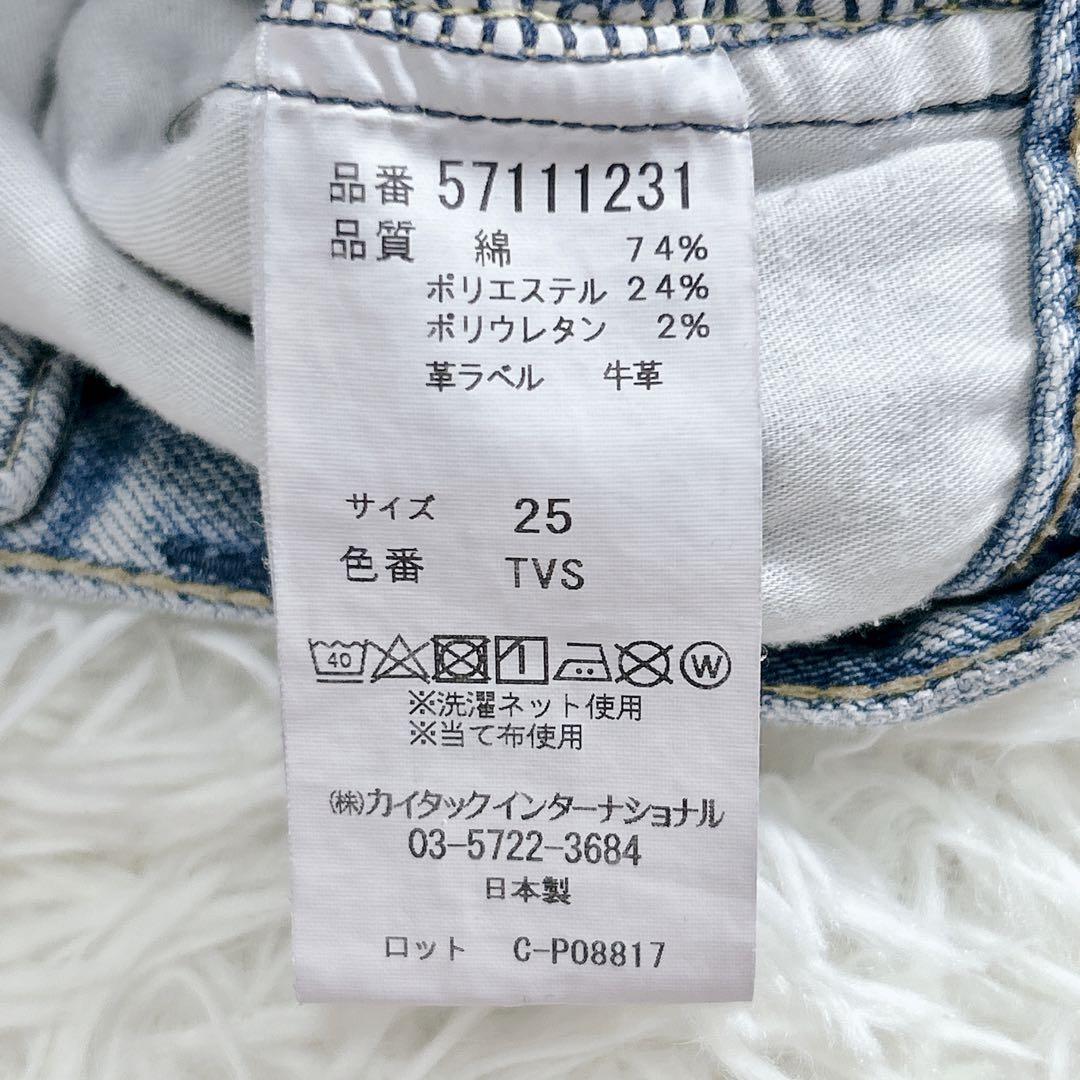 品番 57111231
品質 綿 74%
ポリエステル 24%
ポリウレタン 2%
革ラベル 牛革
サイズ 25
色番 TVS
40 W
※洗濯ネット使用
※当て布使用
㈱カイタックインターナショナル
03-5722-3684
日本製
ロット C-P08817